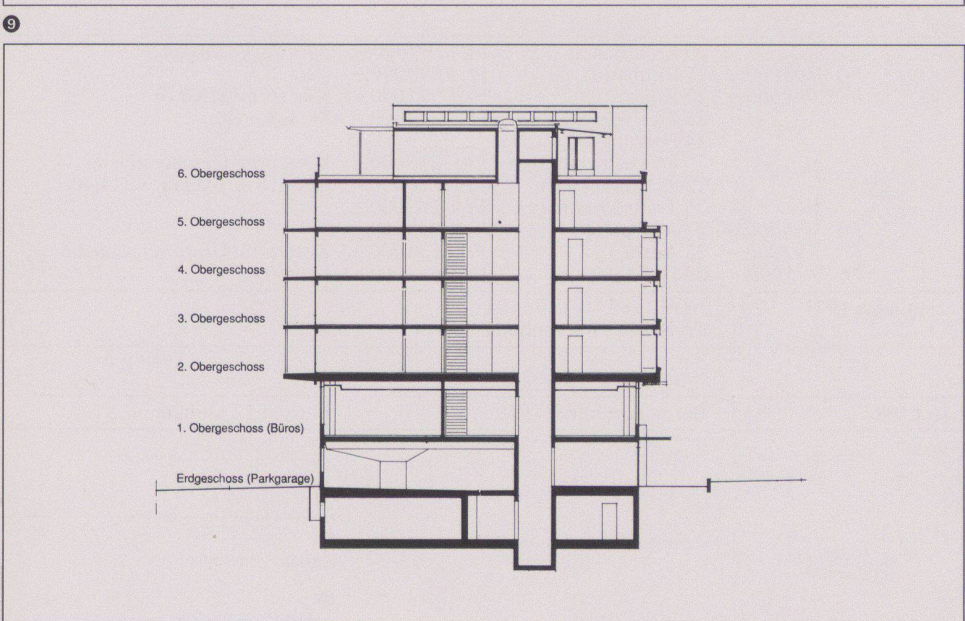 9
6. Obergeschoss
5. Obergeschoss
4. Obergeschoss
3. Obergeschoss
2. Obergeschoss
1. Obergeschoss (Büros)
Erdgeschoss (Parkgarage)